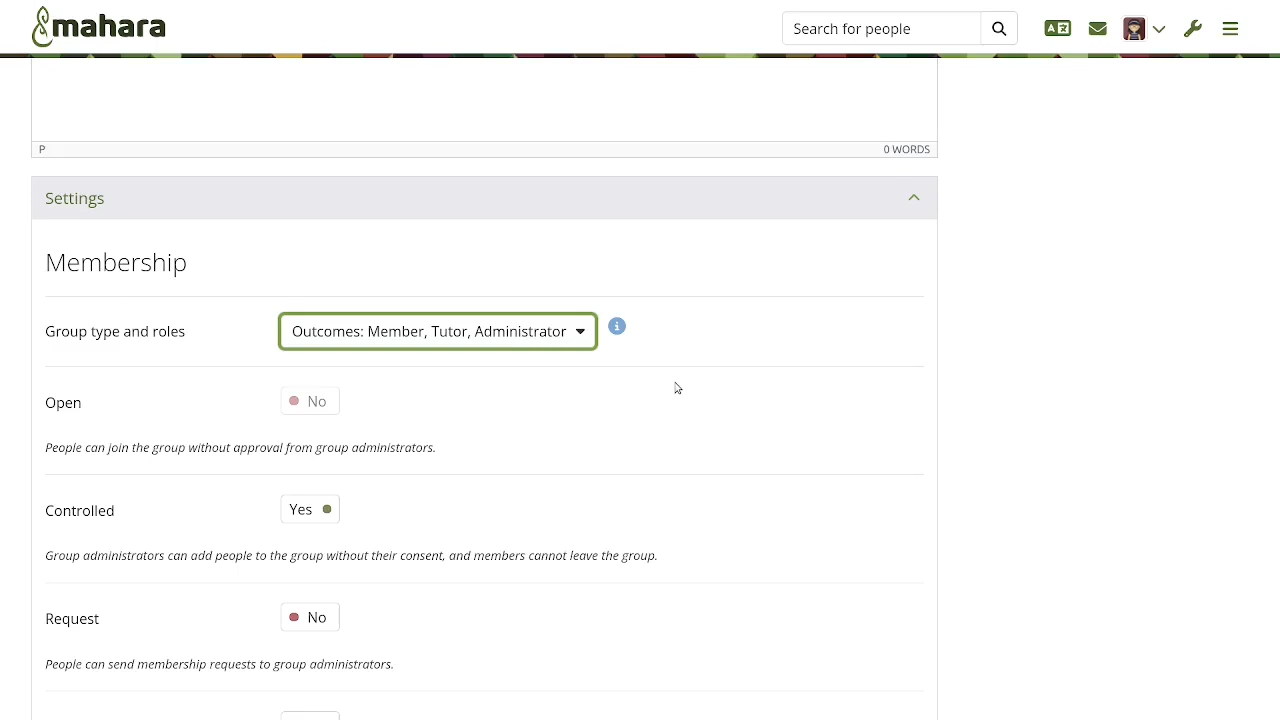 mahara
Search for people
P
0 WORDS
Settings
Membership
Group type and roles
Outcomes: Member, Tutor, Administrator
Open
No
People can join the group without approval from group administrators.
Controlled
Yes
Group administrators can add people to the group without their consent, and members cannot leave the group.
Request
No
People can send membership requests to group administrators.